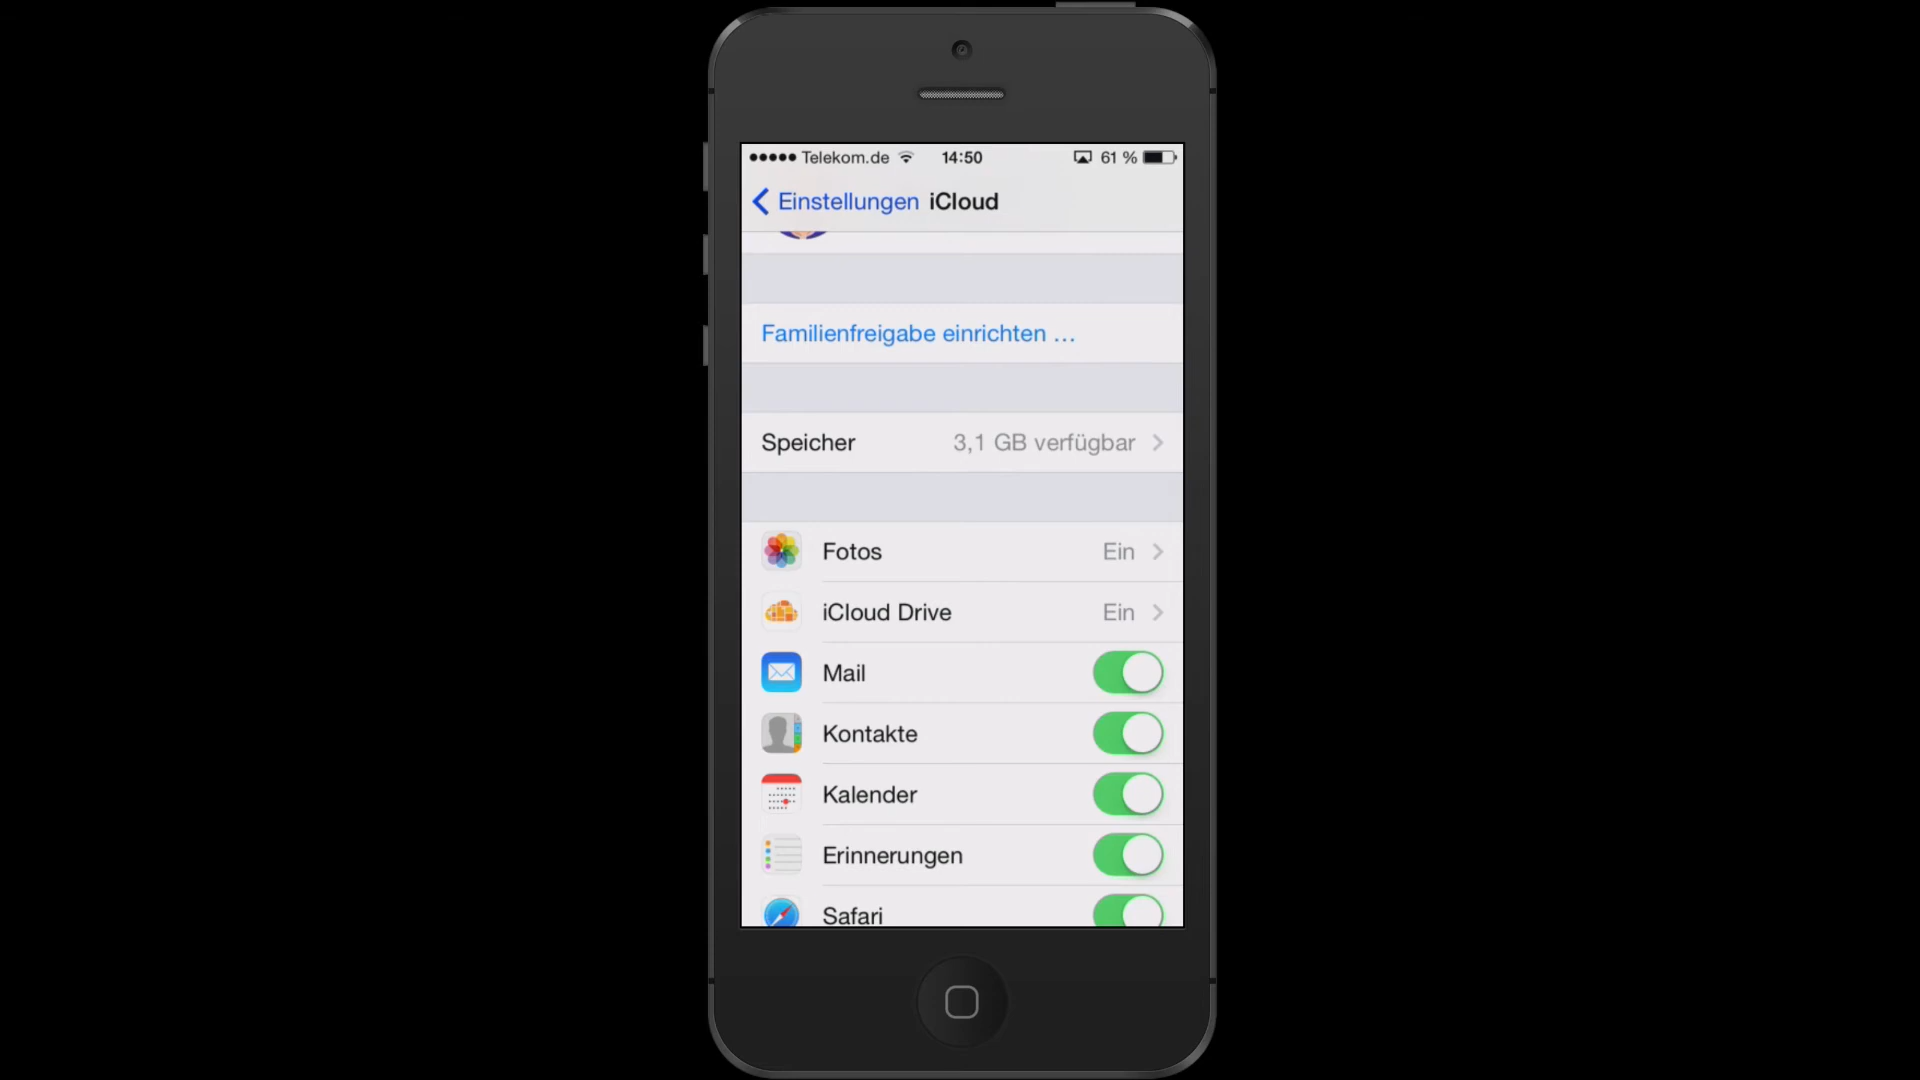 Telekom.de 14:50 61 %
Einstellungen iCloud
Familienfreigabe einrichten ...
Speicher 3,1 GB verfügbar
Fotos Ein
iCloud Drive Ein
Mail
Kontakte
Kalender
Erinnerungen
Safari